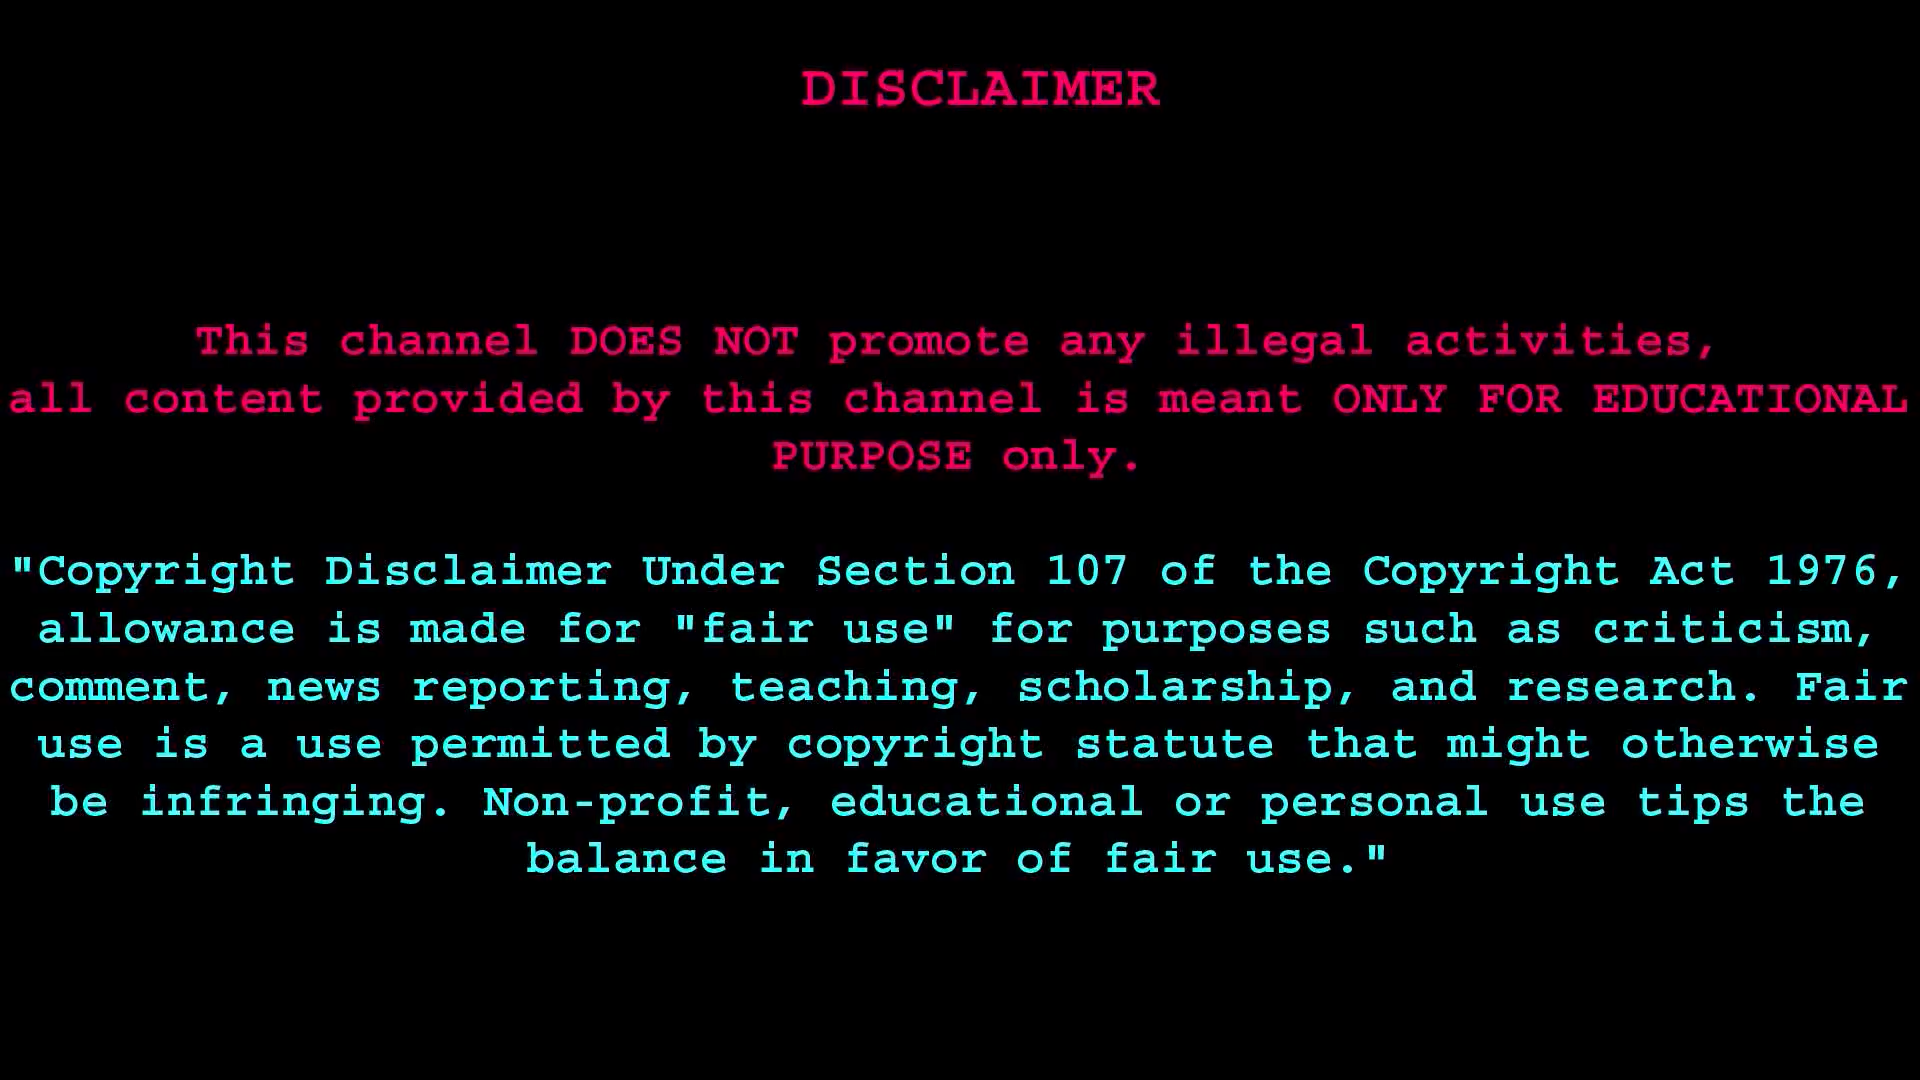 DISCLAIMER
This channel DOES NOT promote any illegal activities,
all content provided by this channel is meant ONLY FOR EDUCATIONAL
PURPOSE only.
"Copyright Disclaimer Under Section 107 of the Copyright Act 1976,
allowance is made for "fair use" for purposes such as criticism,
comment, news reporting, teaching, scholarship, and research. Fair
use is a use permitted by copyright statute that might otherwise
be infringing. Non-profit, educational or personal use tips the
balance in favor of fair use."